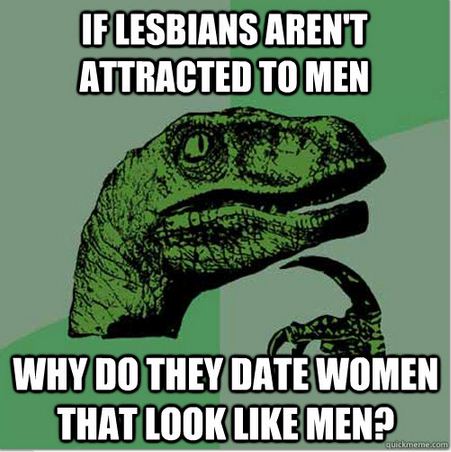 IF LESBIANS AREN'T
ATTRACTED TO MEN
WHY DO THEY DATE WOMEN
THAT LOOK LIKE MEN?
quickmeme.com